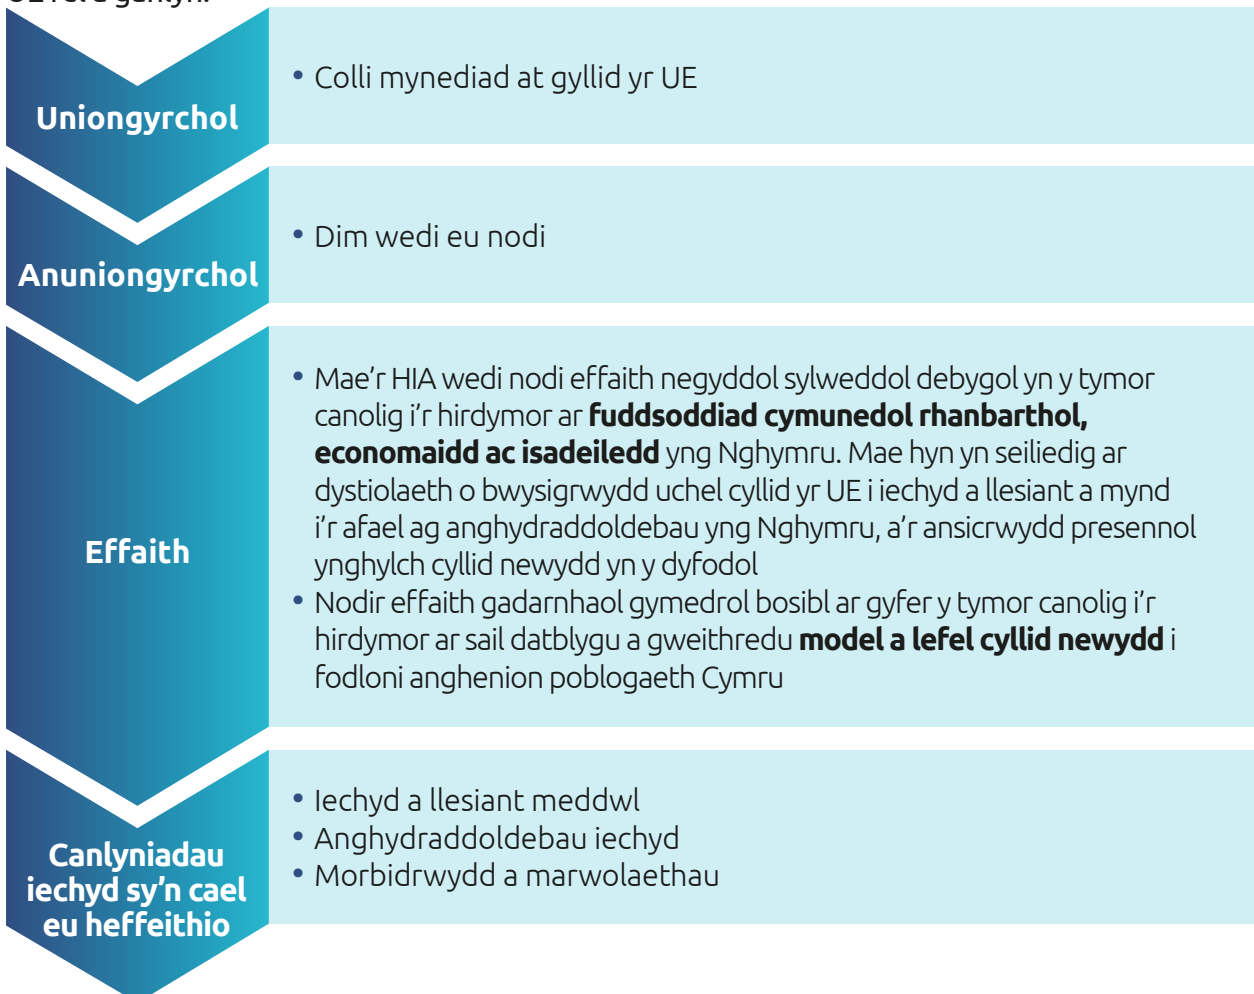 Uniongyrchol
• Colli mynediad at gyllid yr UE
Anuniongyrchol
• Dim wedi eu nodi
Effaith
• Mae'r HIA wedi nodi effaith negyddol sylweddol debygol yn y tymor
canolig i'r hirdymor ar fuddsoddiad cymunedol rhanbarthol,
economaidd ac isadeiledd yng Nghymru. Mae hyn yn seiliedig ar
dystiolaeth o bwysigrwydd uchel cyllid yr UE i iechyd a llesiant a mynd
i'r afael ag anghydraddoldebau yng Nghymru, a'r ansicrwydd presennol
ynghylch cyllid newydd yn y dyfodol
• Nodir effaith gadarnhaol gymedrol bosibl ar gyfer y tymor canolig i'r
hirdymor ar sail datblygu a gweithredu model a lefel cyllid newydd i
fodloni anghenion poblogaeth Cymru
Canlyniadau
iechyd sy'n cael
eu heffeithio
• Iechyd a llesiant meddwl
• Anghydraddoldebau iechyd
• Morbidrwydd a marwolaethau